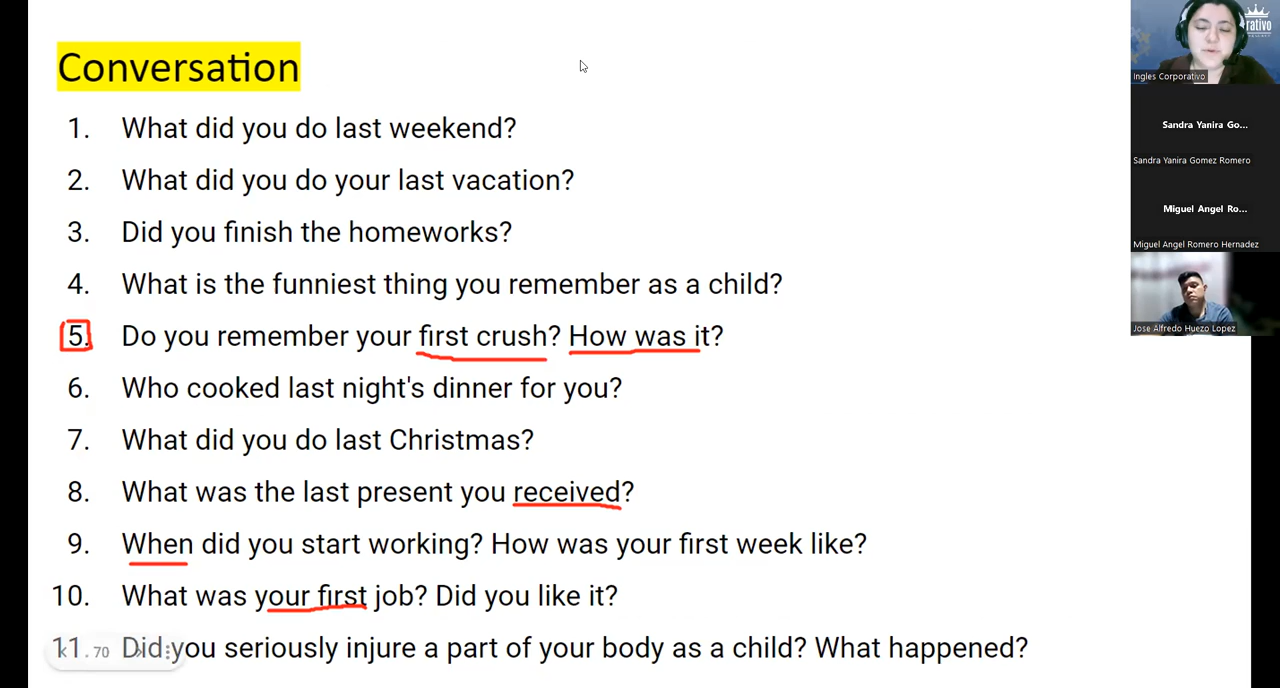 Conversation
1. What did you do last weekend?
2. What did you do your last vacation?
3. Did you finish the homeworks?
4. What is the funniest thing you remember as a child?
5. Do you remember your first crush? How was it?
6. Who cooked last night's dinner for you?
7. What did you do last Christmas?
8. What was the last present you received?
9. When did you start working? How was your first week like?
10. What was your first job? Did you like it?
11. Did you seriously injure a part of your body as a child? What happened?
70
rativo
Ingles Corporativo
Sandra Yanira Go...
Sandra Yanira Gomez Romero
Miguel Angel Ro...
Miguel Angel Romero Hernadez
Jose Alfredo Huezo Lopez